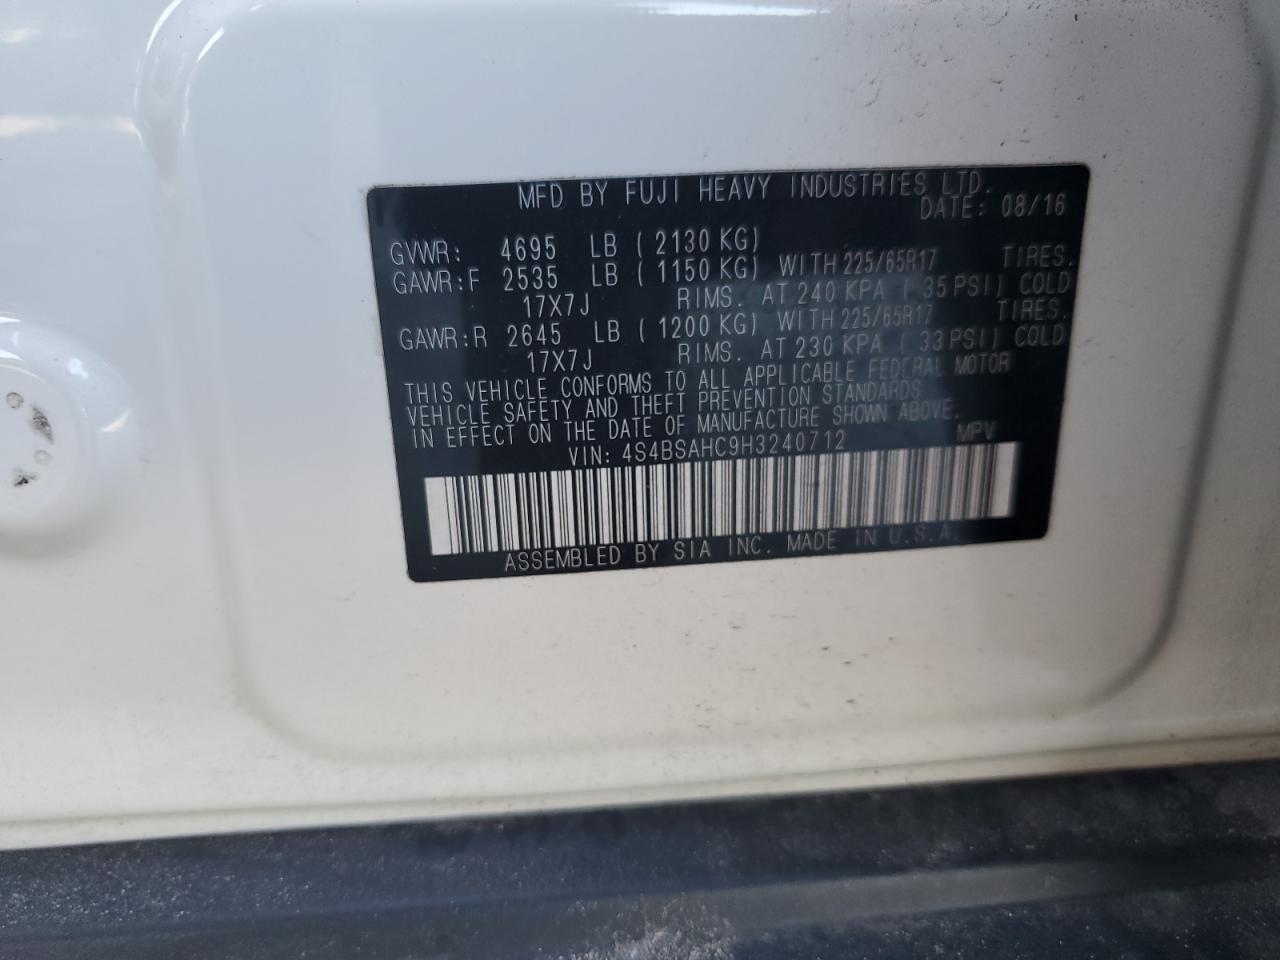 MFD BY FUJI HEAVY INDUSTRIES LTD.
DATE: 08/16
GVWR: 4695 LB ( 2130 KG)
GAWR:F 2535 LB ( 1150 KG) WITH 225/65R17 TIRES.
17X7J RIMS. AT 240 KPA ( 35 PSI) COLD
GAWR:R 2645 LB ( 1200 KG) WITH 225/65R17 TIRES.
17X7J RIMS. AT 230 KPA ( 33 PSI) COLD
THIS VEHICLE CONFORMS TO ALL APPLICABLE FEDERAL MOTOR
VEHICLE SAFETY AND THEFT PREVENTION STANDARDS
IN EFFECT ON THE DATE OF MANUFACTURE SHOWN ABOVE.
VIN: 4S4BSAHC9H3240712 MPV
ASSEMBLED BY SIA INC. MADE IN U.S.A.